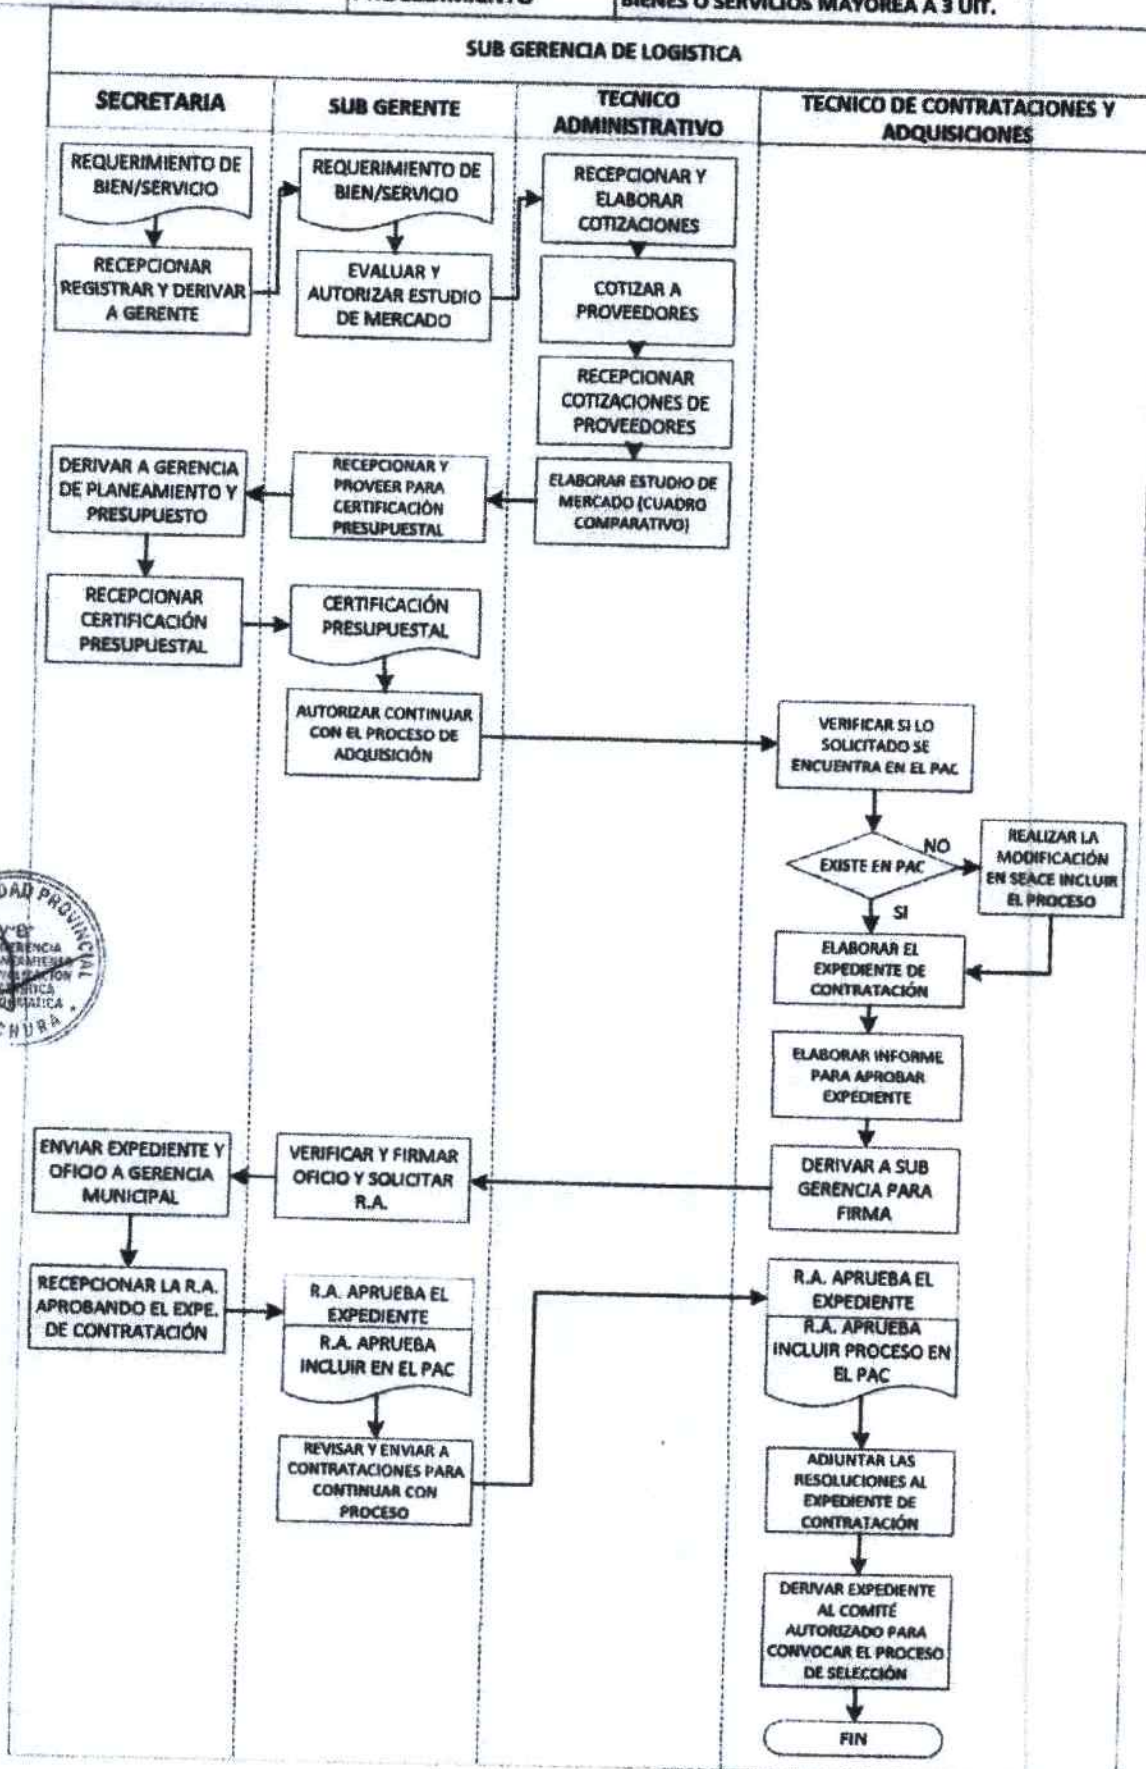 BIENES O SERVICIOS MAYOREA A 3 UIT.
SUB GERENCIA DE LOGISTICA
SECRETARIA
SUB GERENTE
TECNICO
ADMINISTRATIVO
TECNICO DE CONTRATACIONES Y
ADQUISICIONES
REQUERIMIENTO DE
BIEN/SERVICIO
REQUERIMIENTO DE
BIEN/SERVICIO
RECEPCIONAR Y
ELABORAR
COTIZACIONES
RECEPCIONAR
REGISTRAR Y DERIVAR
A GERENTE
EVALUAR Y
AUTORIZAR ESTUDIO
DE MERCADO
COTIZAR A
PROVEEDORES
RECEPCIONAR
COTIZACIONES DE
PROVEEDORES
DERIVAR A GERENCIA
DE PLANEAMIENTO Y
PRESUPUESTO
RECEPCIONAR Y
PROVEER PARA
CERTIFICACIÓN
PRESUPUESTAL
ELABORAR ESTUDIO DE
MERCADO (CUADRO
COMPARATIVO)
RECEPCIONAR
CERTIFICACIÓN
PRESUPUESTAL
CERTIFICACIÓN
PRESUPUESTAL
AUTORIZAR CONTINUAR
CON EL PROCESO DE
ADQUISICIÓN
VERIFICAR SI LO
SOLICITADO SE
ENCUENTRA EN EL PAC
EXISTE EN PAC
NO
REALIZAR LA
MODIFICACIÓN
EN SEACE INCLUIR
EL PROCESO
SI
ELABORAR EL
EXPEDIENTE DE
CONTRATACIÓN
ELABORAR INFORME
PARA APROBAR
EXPEDIENTE
ENVIAR EXPEDIENTE Y
OFICIO A GERENCIA
MUNICIPAL
VERIFICAR Y FIRMAR
OFICIO Y SOLICITAR
R.A.
DERIVAR A SUB
GERENCIA PARA
FIRMA
RECEPCIONAR LA R.A.
APROBANDO EL EXPE.
DE CONTRATACIÓN
R.A. APRUEBA EL
EXPEDIENTE
R.A. APRUEBA
INCLUIR EN EL PAC
R.A. APRUEBA EL
EXPEDIENTE
R.A. APRUEBA
INCLUIR PROCESO EN
EL PAC
REVISAR Y ENVIAR A
CONTRATACIONES PARA
CONTINUAR CON
PROCESO
ADJUNTAR LAS
RESOLUCIONES AL
EXPEDIENTE DE
CONTRATACIÓN
DERIVAR EXPEDIENTE
AL COMITÉ
AUTORIZADO PARA
CONVOCAR EL PROCESO
DE SELECCIÓN
FIN
PROVINCIAL